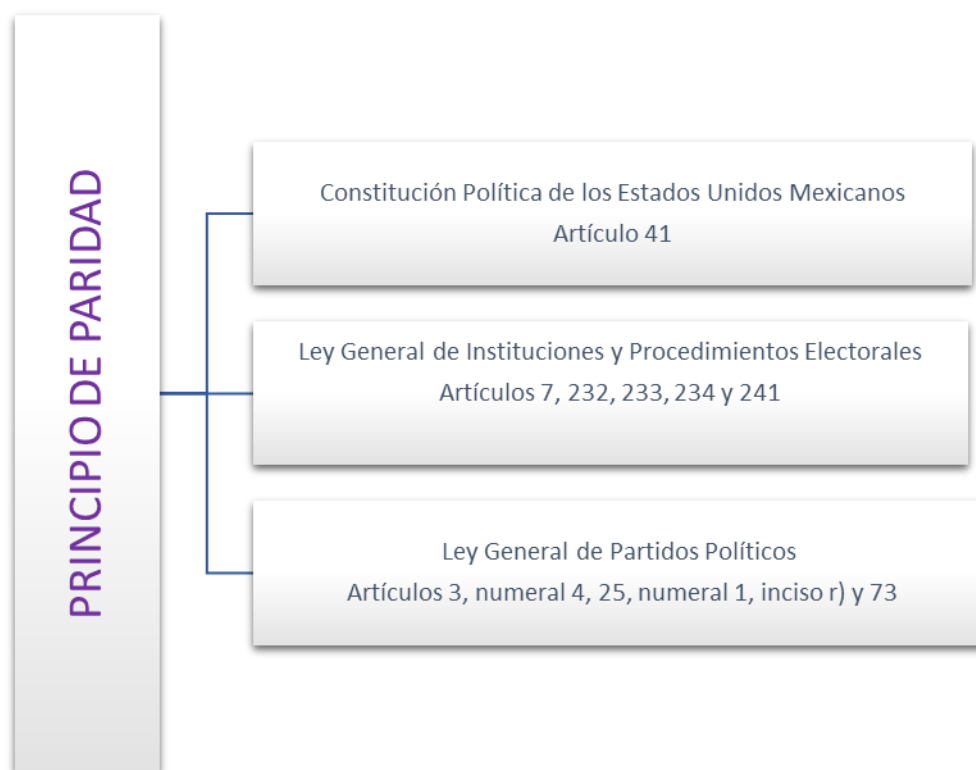 PRINCIPIO DE PARIDAD
Constitución Política de los Estados Unidos Mexicanos
Artículo 41
Ley General de Instituciones y Procedimientos Electorales
Artículos 7, 232, 233, 234 y 241
Ley General de Partidos Políticos
Artículos 3, numeral 4, 25, numeral 1, inciso r) y 73